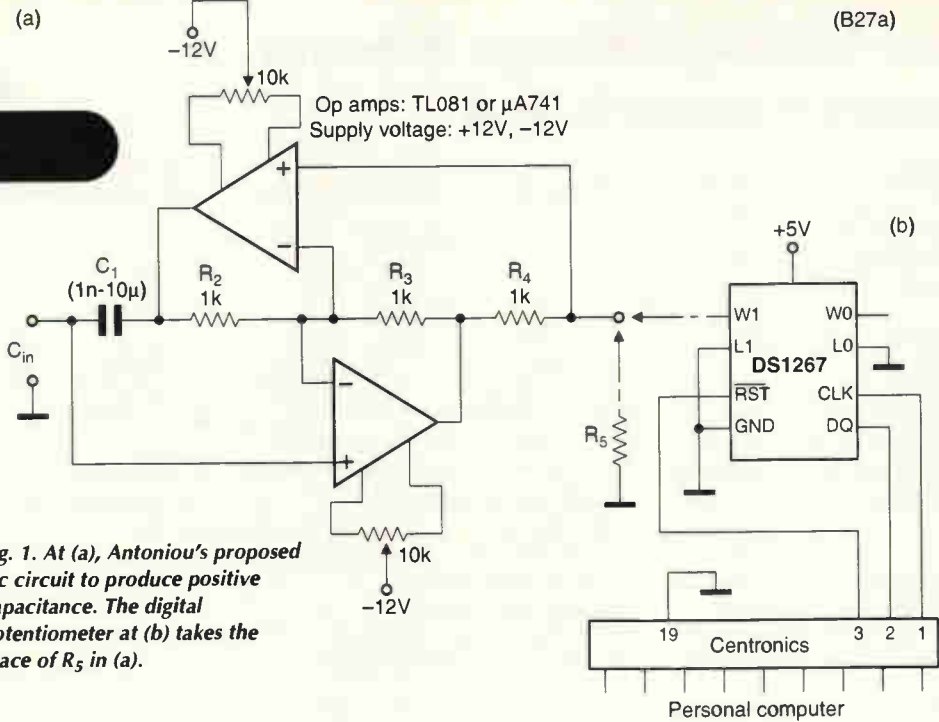 (a)
(B27a)
−12V
10k
Op amps: TL081 or µA741
Supply voltage: +12V, −12V
+
−
+5V
(b)
C1
(1n-10µ)
R2
1k
R3
1k
R4
1k
W1 W0
L1 L0
DS1267
RST CLK
GND DQ
Cin
−
+
R5
10k
−12V
19 3 2 1
Centronics
Personal computer
g. 1. At (a), Antoniou's proposed
c circuit to produce positive
apacitance. The digital
otentiometer at (b) takes the
ace of R5 in (a).